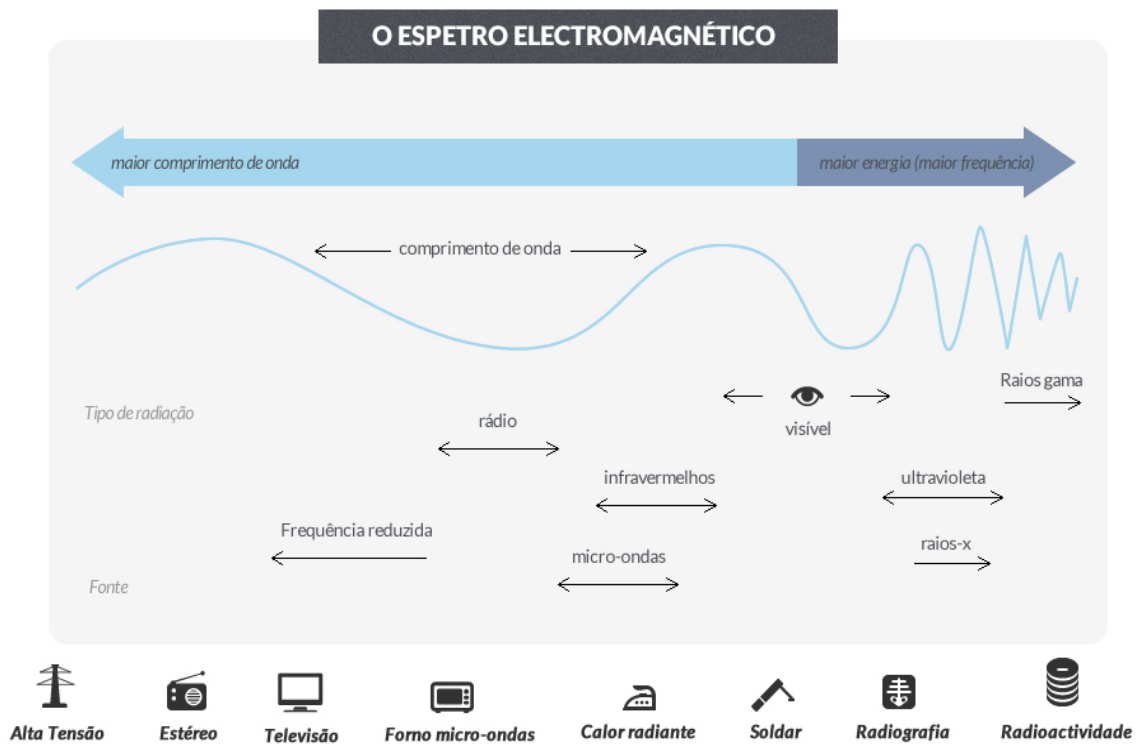 O ESPETRO ELECTROMAGNÉTICO
maior comprimento de onda
maior energia (maior frequência)
comprimento de onda
Raios gama
Tipo de radiação
rádio
visível
infravermelhos
ultravioleta
Frequência reduzida
raios-x
micro-ondas
Fonte
Alta Tensão
Estéreo
Televisão
Forno micro-ondas
Calor radiante
Soldar
Radiografia
Radioactividade